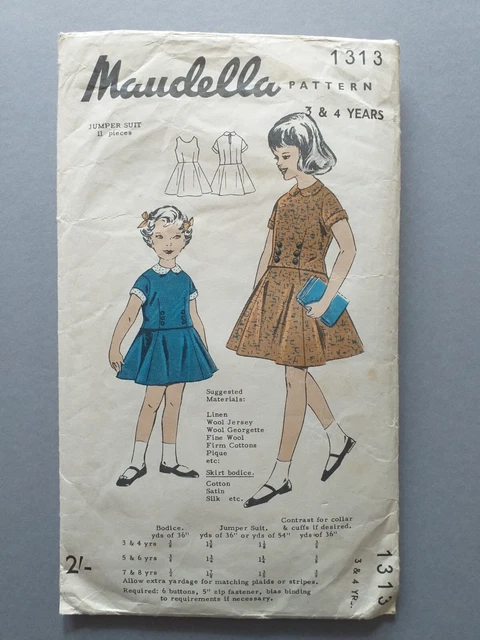 1313
Maudella PATTERN
3 & 4 YEARS
JUMPER SUIT
11 pieces
Suggested
Materials:
Linen
Wool Jersey
Wool Georgette
Fine Wool
Firm Cottons
Pique
etc:
Skirt bodice.
Cotton
Satin
Silk etc.
Bodice. Jumper Suit, Contrast for collar & cuffs if desired.
yds of 36" yds of 36" or yds of 54" yds of 36"
3 & 4 yrs
5 & 6 yrs
7 & 8 yrs
Allow extra yardage for matching plaids or stripes.
Required: 6 buttons, 5" zip fastener, bias binding
to requirements if necessary.
2/-
3 & 4 YR.
1313